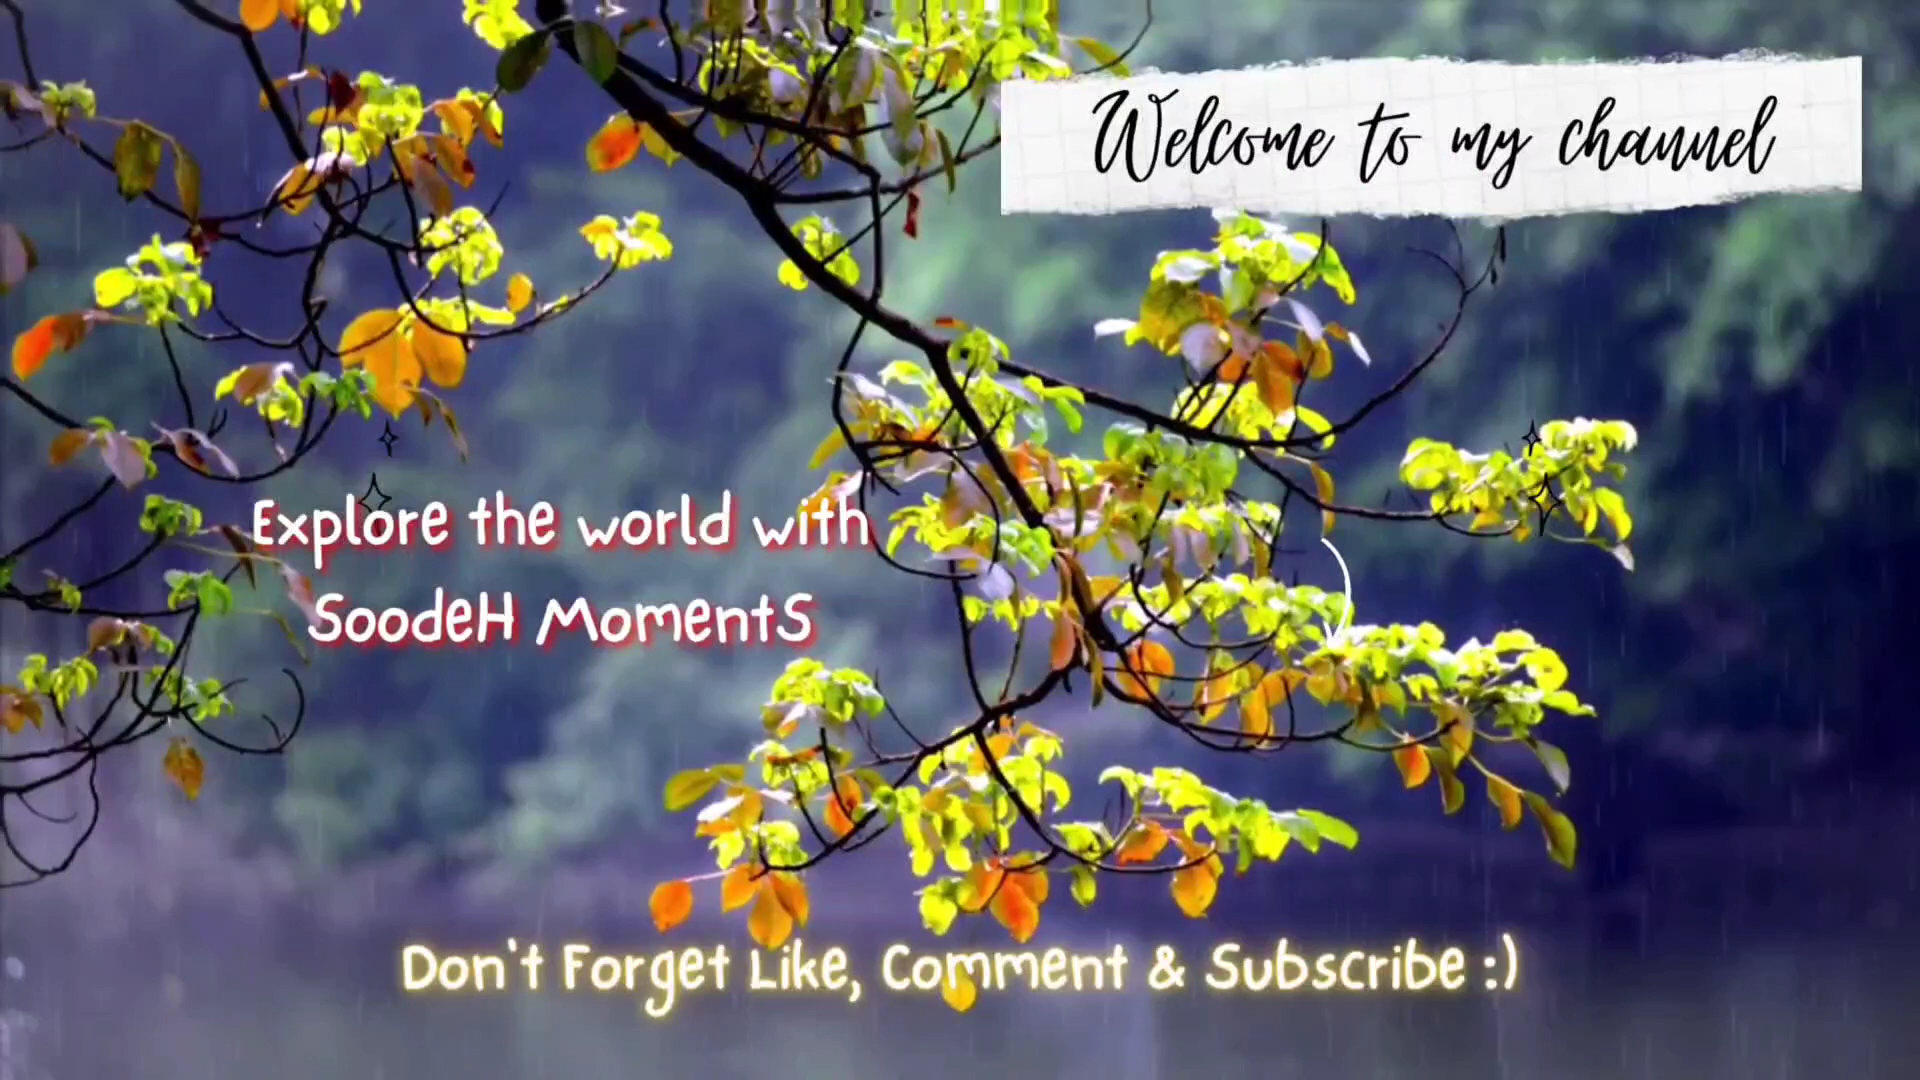 Welcome to my channel
Explore the world with
SoodeH MomentS
Don't Forget Like, Comment & Subscribe :)